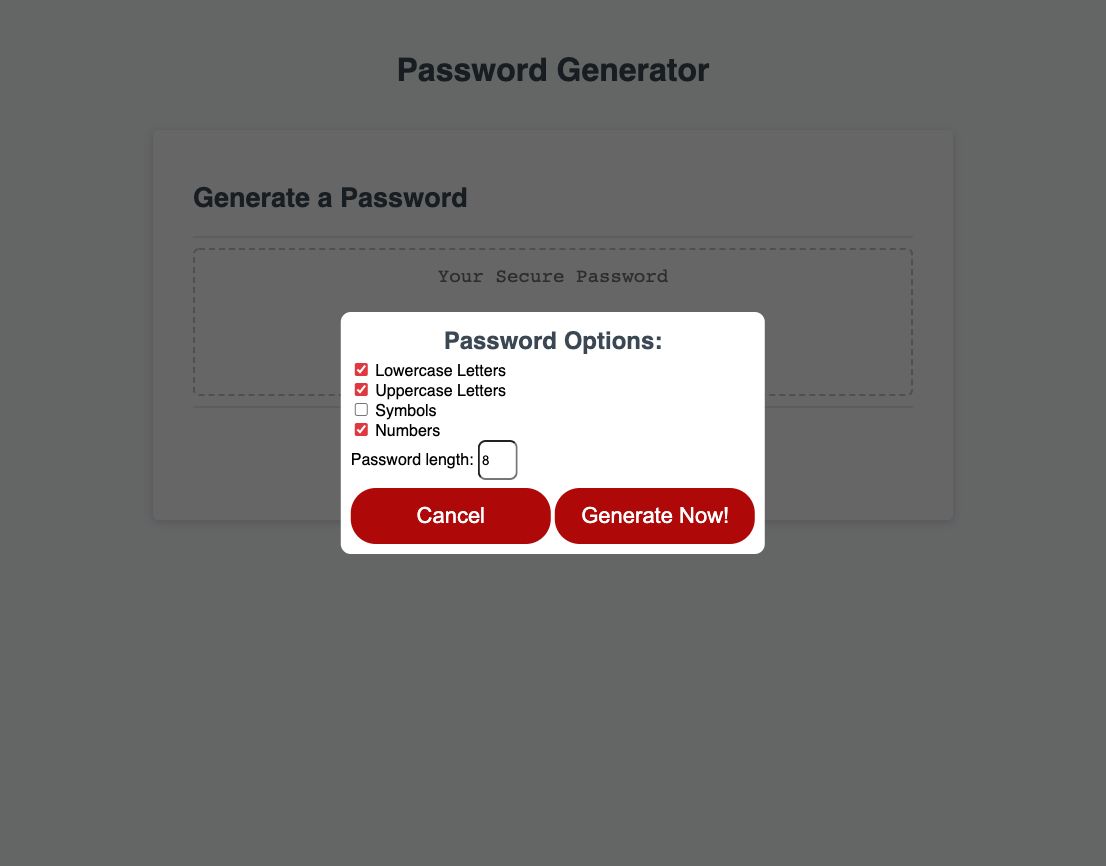 Password Generator
Generate a Password
Your Secure Password
Password Options:
Lowercase Letters
Uppercase Letters
Symbols
Numbers
Password length: 8
Cancel Generate Now!